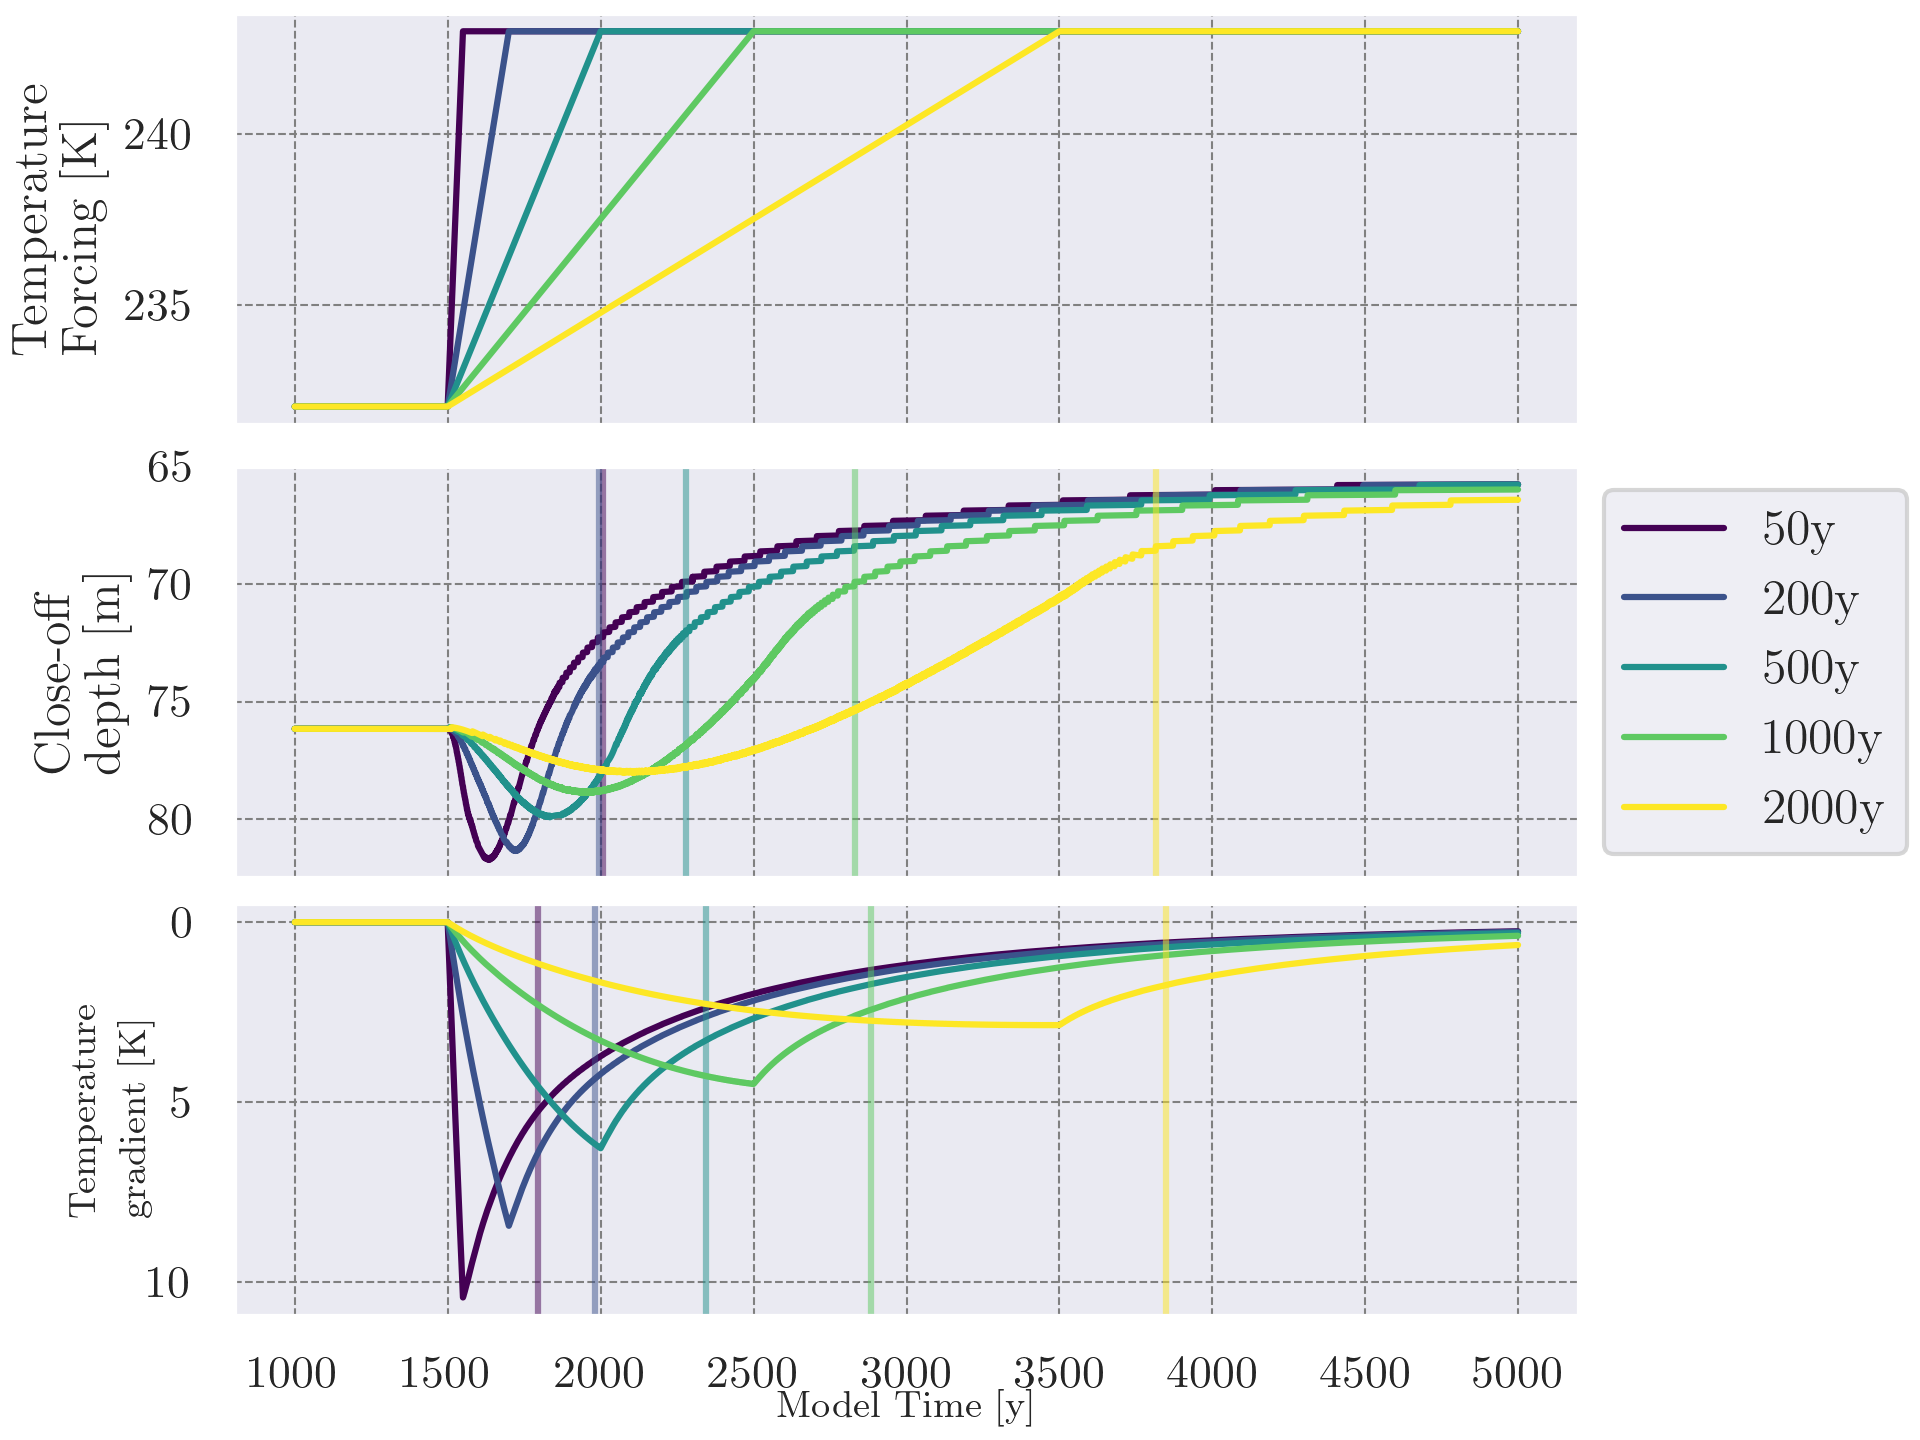 Temperature
Forcing [K]
240
235
Close-off
depth [m]
65
70
75
80
50y
200y
500y
1000y
2000y
Temperature
gradient [K]
0
5
10
1000 1500 2000 2500 3000 3500 4000 4500 5000
Model Time [y]